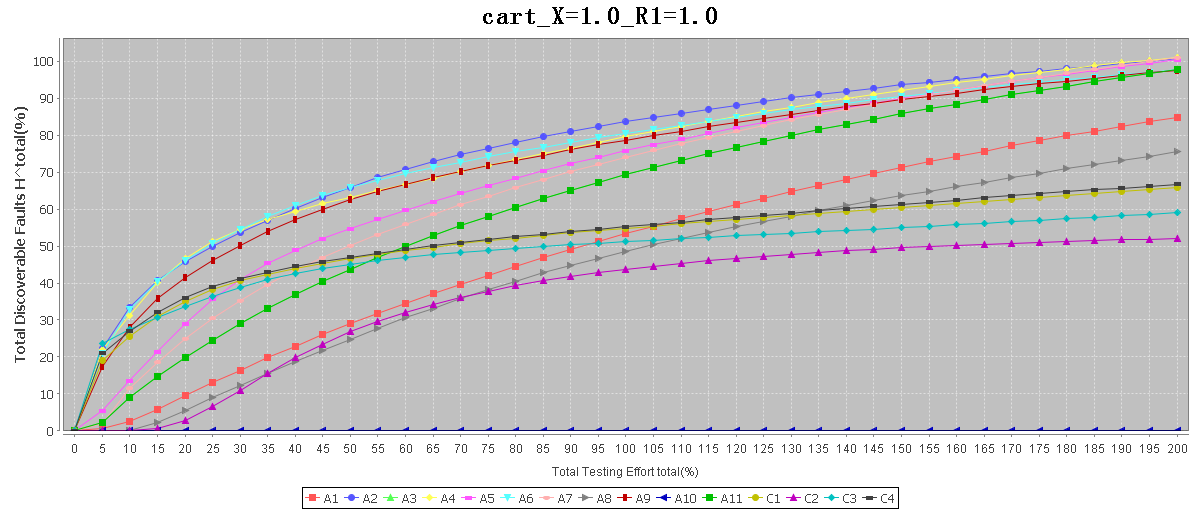 cart_X=1.0_R1=1.0
Total Discoverable Faults H^total(%)
100
90
80
70
60
50
40
30
20
10
0
0 5 10 15 20 25 30 35 40 45 50 55 60 65 70 75 80 85 90 95 100 105 110 115 120 125 130 135 140 145 150 155 160 165 170 175 180 185 190 195 200
Total Testing Effort total(%)
A1 A2 A3 A4 A5 A6 A7 A8 A9 A10 A11 C1 C2 C3 C4